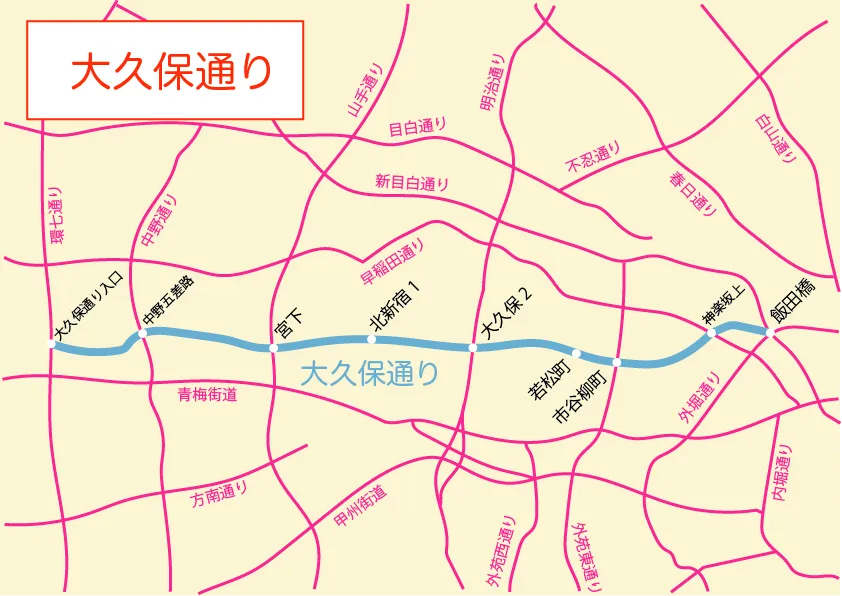 大久保通り
山手通り
明治通り
目白通り
不忍通り
白山通り
新目白通り
春日通り
環七通り
中野通り
早稲田通り
大久保通り入口
中野五差路
宮下
北新宿1
大久保2
若松町
市谷柳町
神楽坂上
飯田橋
大久保通り
青梅街道
外堀通り
方南通り
甲州街道
内堀通り
外苑西通り
外苑東通り